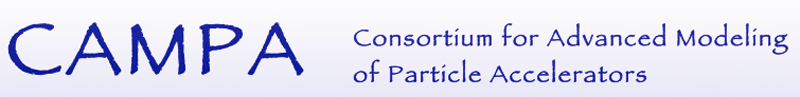 CAMPA
Consortium for Advanced Modeling
of Particle Accelerators